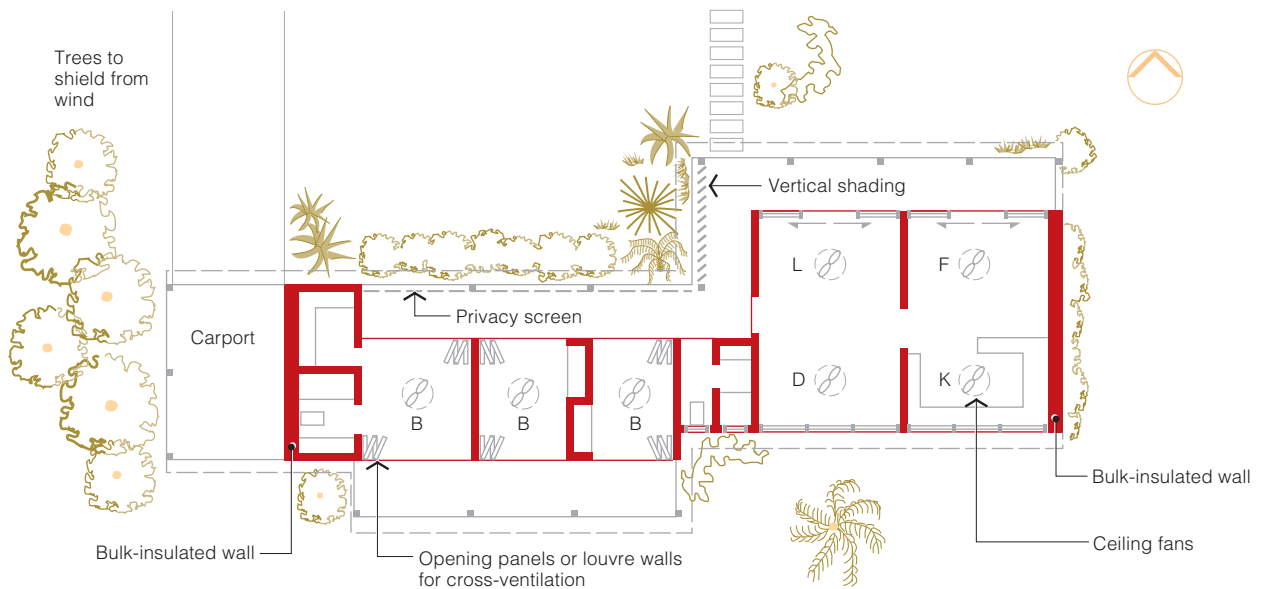 Trees to
shield from
wind
Vertical shading
L
F
Privacy screen
Carport
D
K
B
B
B
Bulk-insulated wall
Bulk-insulated wall
Opening panels or louvre walls
for cross-ventilation
Ceiling fans